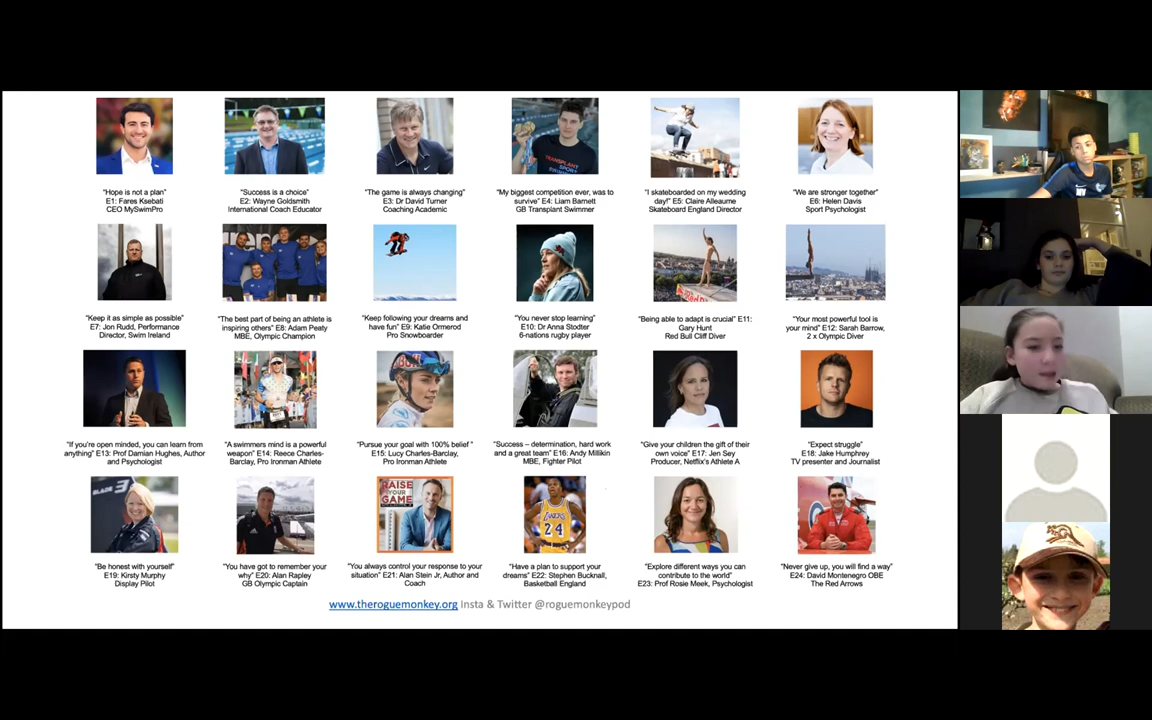 "Hope is not a plan"
E1: Fares Ksebati
CEO MySwimPro
"Success is a choice"
E2: Wayne Goldsmith
International Coach Educator
"The game is always changing"
E3: Dr David Turner
Coaching Academic
"My biggest competition ever, was to
survive" E4: Liam Barnett
GB Transplant Swimmer
"I skateboarded on my wedding
day!" E5: Claire Alleaume
Skateboard England Director
"We are stronger together"
E6: Helen Davis
Sport Psychologist
"Keep it as simple as possible"
E7: Jon Rudd, Performance
Director, Swim Ireland
"The best part of being an athlete is
inspiring others" E8: Adam Peaty
MBE, Olympic Champion
"Keep following your dreams and
have fun" E9: Katie Ormerod
Pro Snowboarder
"You never stop learning"
E10: Dr Anna Stodter
6-nations rugby player
"Being able to adapt is crucial" E11:
Gary Hunt
Red Bull Cliff Diver
"Your most powerful tool is
your mind" E12: Sarah Barrow,
2 x Olympic Diver
"If you're open minded, you can learn from
anything" E13: Prof Damian Hughes, Author
and Psychologist
"A swimmers mind is a powerful
weapon" E14: Reece Charles-
Barclay, Pro Ironman Athlete
"Pursue your goal with 100% belief "
E15: Lucy Charles-Barclay,
Pro Ironman Athlete
"Success – determination, hard work
and a great team" E16: Andy Millikin
MBE, Fighter Pilot
"Give your children the gift of their
own voice" E17: Jen Sey
Producer, Netflix's Athlete A
"Expect struggle"
E18: Jake Humphrey
TV presenter and Journalist
RAISE
YOUR
GAME
LAKERS
24
"Be honest with yourself"
E19: Kirsty Murphy
Display Pilot
"You have got to remember your
why" E20: Alan Rapley
GB Olympic Captain
"You always control your response to your
situation" E21: Alan Stein Jr, Author and
Coach
"Have a plan to support your
dreams" E22: Stephen Bucknall,
Basketball England
"Explore different ways you can
contribute to the world"
E23: Prof Rosie Meek, Psychologist
"Never give up, you will find a way"
E24: David Montenegro OBE
The Red Arrows
www.theroguemonkey.org Insta & Twitter @roguemonkeypod